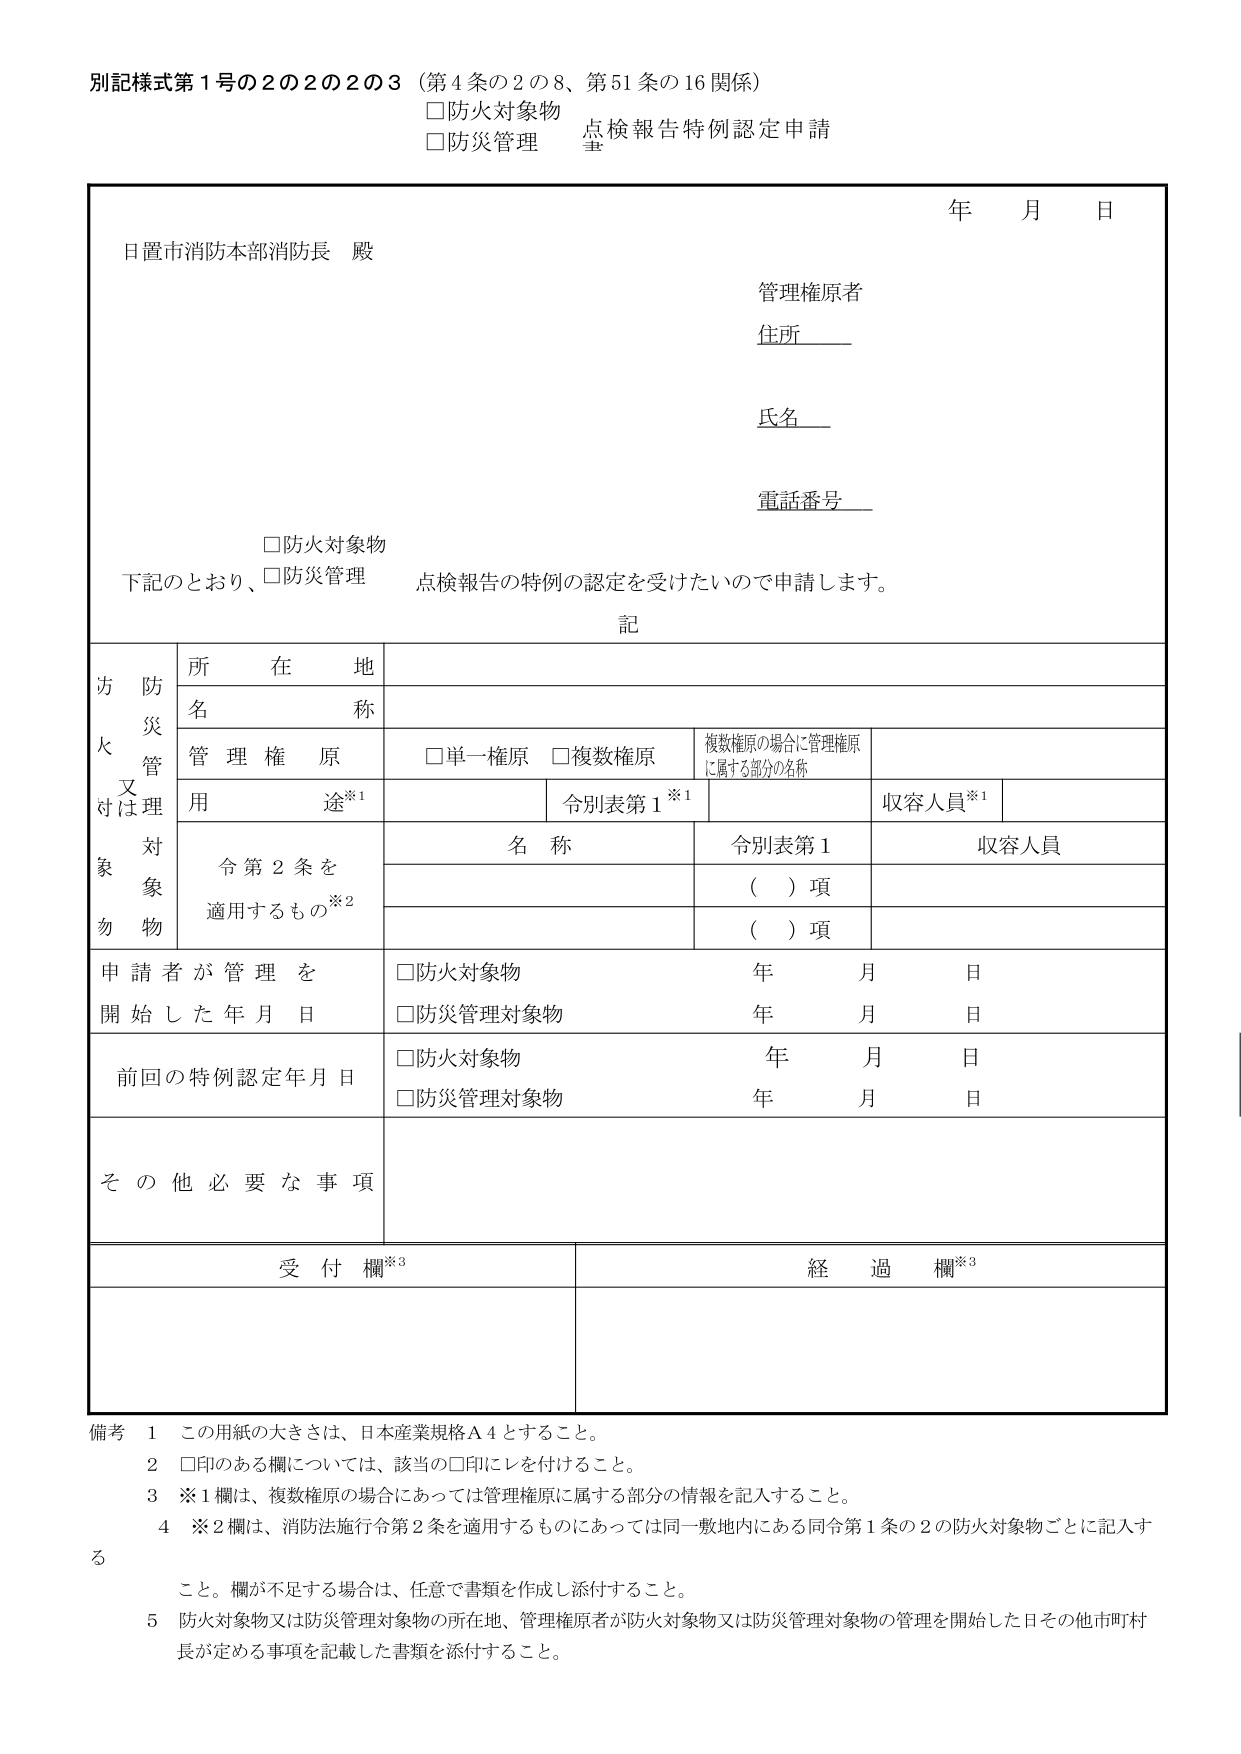 別記様式第１号の２の２の２の３（第４条の２の８、第51条の16関係）
□防火対象物
□防災管理　点検報告特例認定申請書
年　月　日
日置市消防本部消防長　殿
管理権原者
住所
氏名
電話番号
□防火対象物
下記のとおり、□防災管理　点検報告の特例の認定を受けたいので申請します。
記
防火対象物
又は
防災管理対象物
所在地
名称
管理権原　□単一権原　□複数権原　複数権原の場合に管理権原に属する部分の名称
用途※1　令別表第１※1　収容人員※1
令第２条を適用するもの※2
名称　令別表第１　収容人員
（　）項
（　）項
申請者が管理を
開始した年月日
□防火対象物　年　月　日
□防災管理対象物　年　月　日
前回の特例認定年月日
□防火対象物　年　月　日
□防災管理対象物　年　月　日
その他必要な事項
受付欄※3　経過欄※3
備考　１　この用紙の大きさは、日本産業規格Ａ４とすること。
２　□印のある欄については、該当の□印にレを付けること。
３　※１欄は、複数権原の場合にあっては管理権原に属する部分の情報を記入すること。
４　※２欄は、消防法施行令第２条を適用するものにあっては同一敷地内にある同令第１条の２の防火対象物ごとに記入す
る
こと。欄が不足する場合は、任意で書類を作成し添付すること。
５　防火対象物又は防災管理対象物の所在地、管理権原者が防火対象物又は防災管理対象物の管理を開始した日その他市町村
長が定める事項を記載した書類を添付すること。